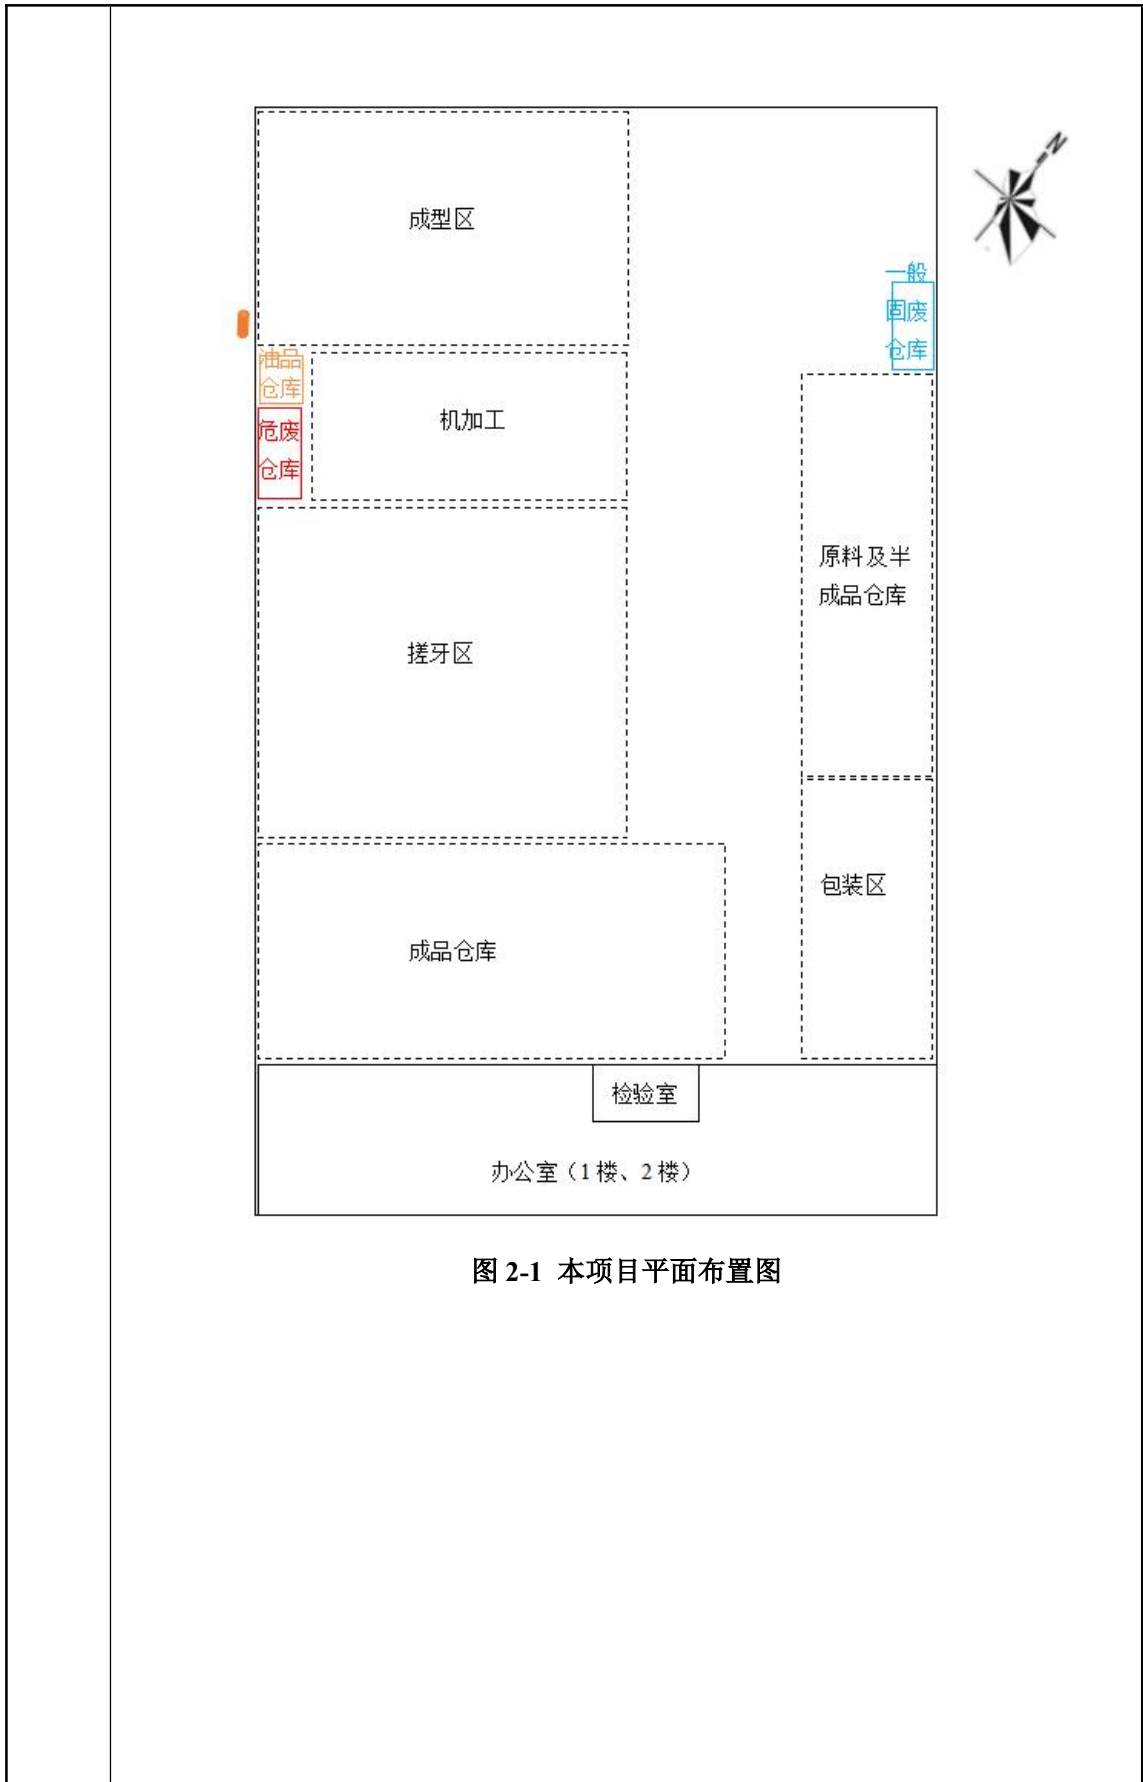 成型区
N
一般
固废
仓库
油品
仓库
机加工
危废
仓库
原料及半
成品仓库
搓牙区
包装区
成品仓库
检验室
办公室（1楼、2楼）
图 2-1 本项目平面布置图